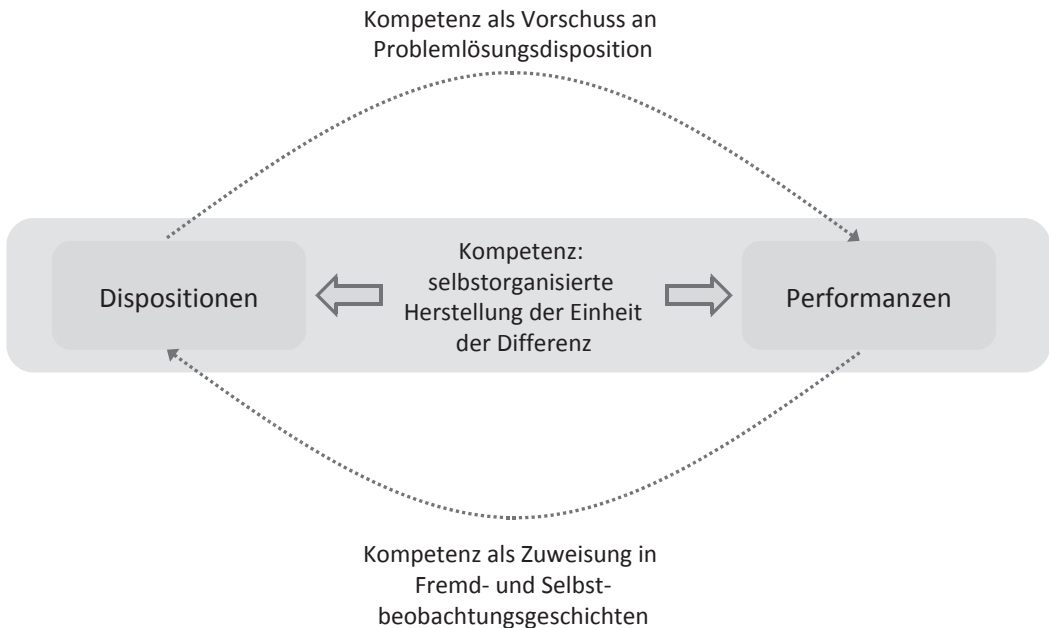 Kompetenz als Vorschuss an
Problemlösungsdisposition
Dispositionen
Kompetenz:
selbstorganisierte
Herstellung der Einheit
der Differenz
Performanzen
Kompetenz als Zuweisung in
Fremd- und Selbst-
beobachtungsgeschichten